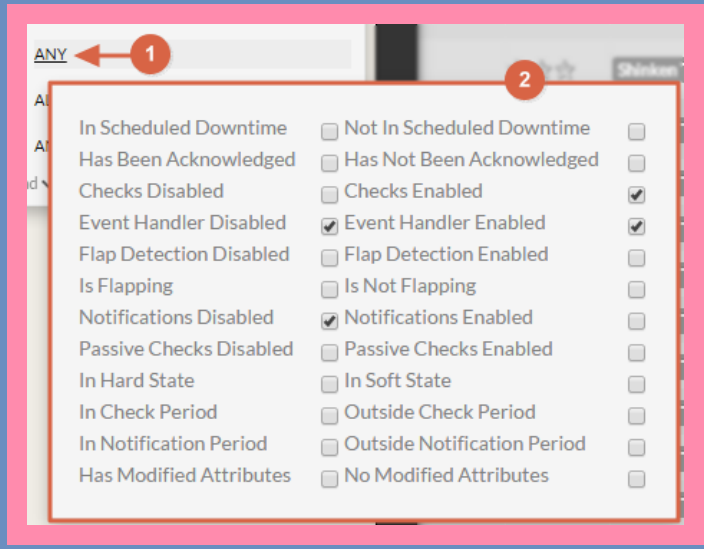 ANY
1
2
Shinken
In Scheduled Downtime Not In Scheduled Downtime
Has Been Acknowledged Has Not Been Acknowledged
Checks Disabled Checks Enabled
Event Handler Disabled Event Handler Enabled
Flap Detection Disabled Flap Detection Enabled
Is Flapping Is Not Flapping
Notifications Disabled Notifications Enabled
Passive Checks Disabled Passive Checks Enabled
In Hard State In Soft State
In Check Period Outside Check Period
In Notification Period Outside Notification Period
Has Modified Attributes No Modified Attributes